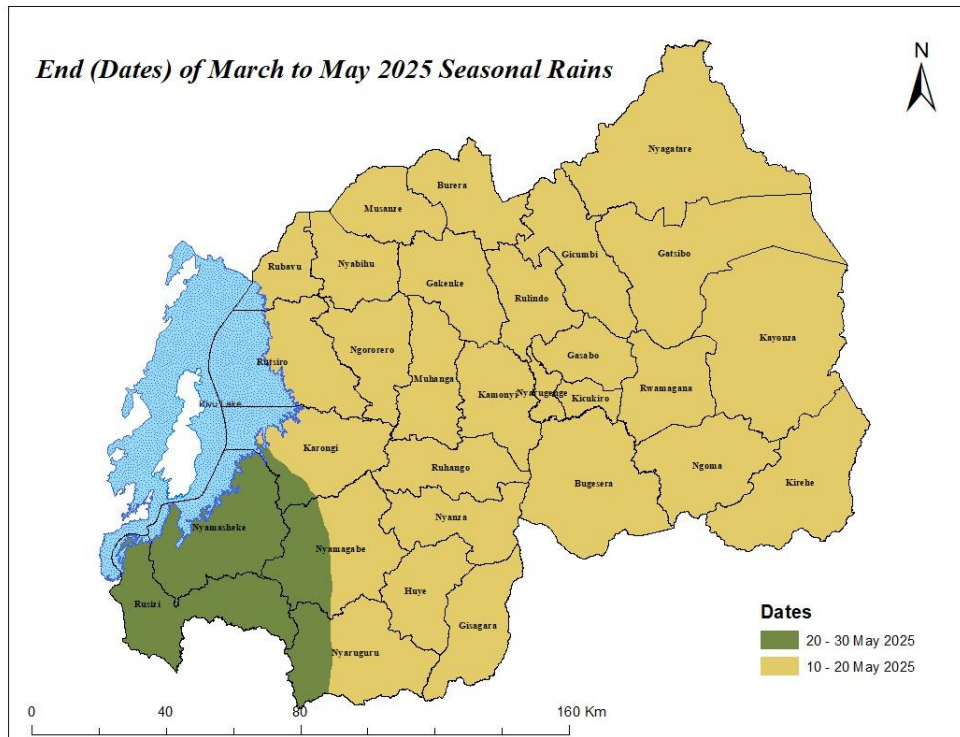 End (Dates) of March to May 2025 Seasonal Rains
N
Nyagatare
Burera
Musanze
Gicumbi
Gatsibo
Rubavu
Nyabihu
Gakenke
Rulindo
Kayonza
Rutsiro
Ngororero
Gasabo
Muhanga
Kamonyi
Nyarugenge
Kicukiro
Rwamagana
Kivu Lake
Karongi
Ruhango
Ngoma
Bugesera
Kirehe
Nyamasheke
Nyanza
Nyamagabe
Huye
Rusizi
Gisagara
Nyaruguru
Dates
20 - 30 May 2025
10 - 20 May 2025
0 40 80 160 Km